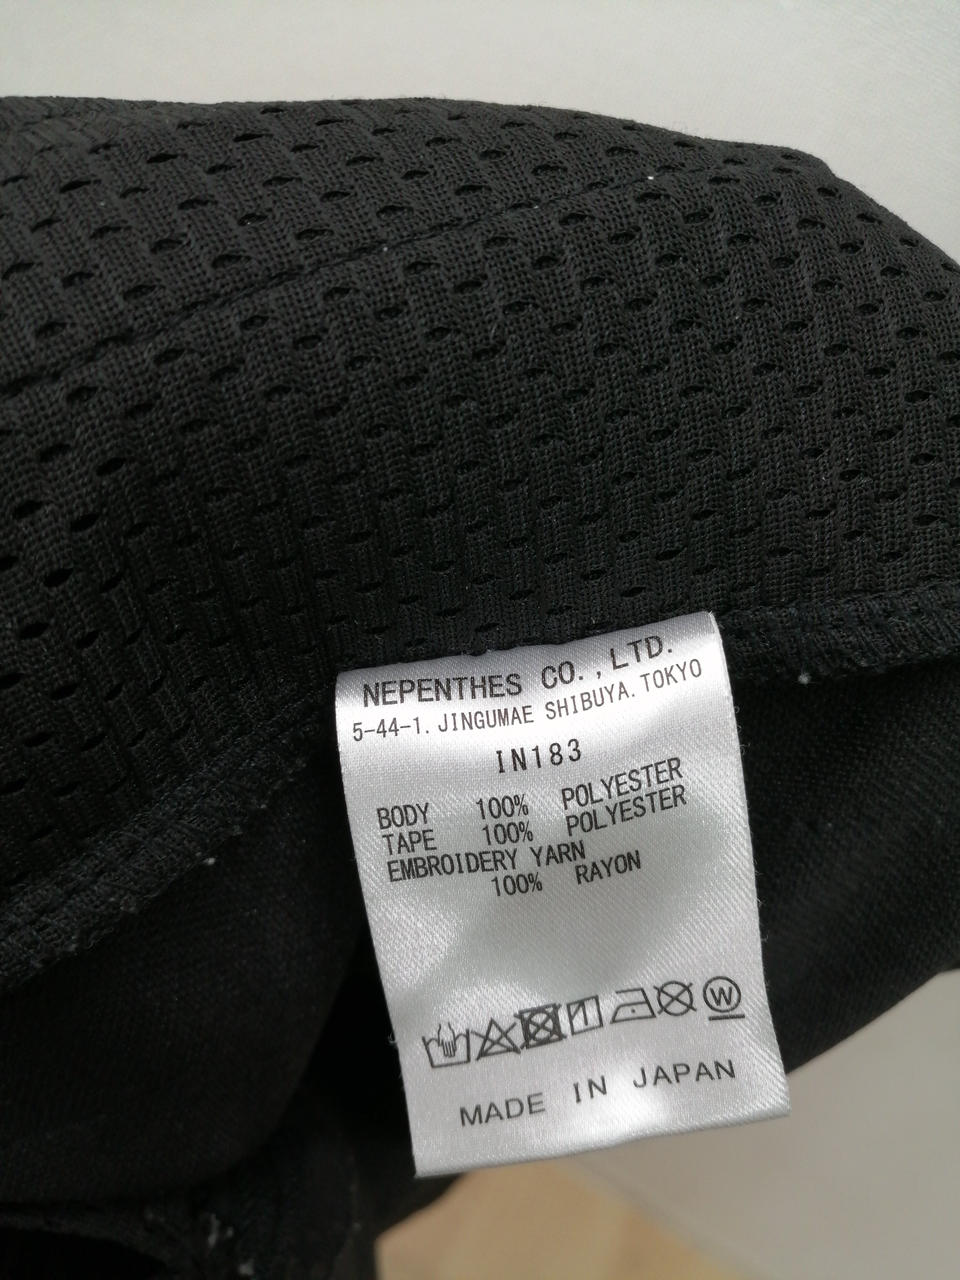 NEPENTHES CO., LTD.
5-44-1. JINGUMAE SHIBUYA. TOKYO
IN183
BODY 100% POLYESTER
TAPE 100% POLYESTER
EMBROIDERY YARN
100% RAYON
W
MADE IN JAPAN